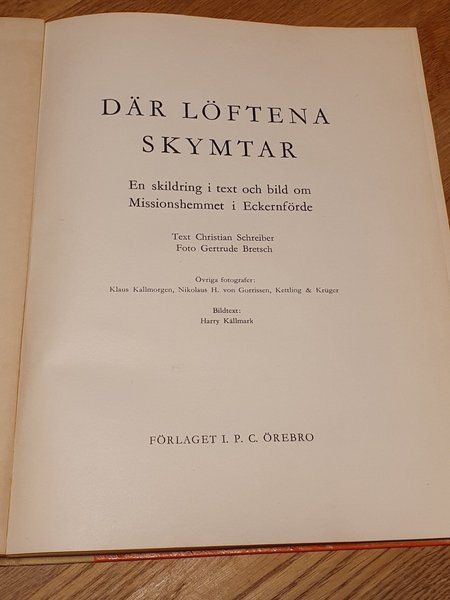 DÄR LÖFTENA
SKYMTAR
En skildring i text och bild om
Missionshemmet i Eckernförde
Text Christian Schreiber
Foto Gertrude Bretsch
Övriga fotografer:
Klaus Kallmorgen, Nikolaus H. von Gorrissen, Kettling & Krüger
Bildtext:
Harry Källmark
FÖRLAGET I. P. C. ÖREBRO